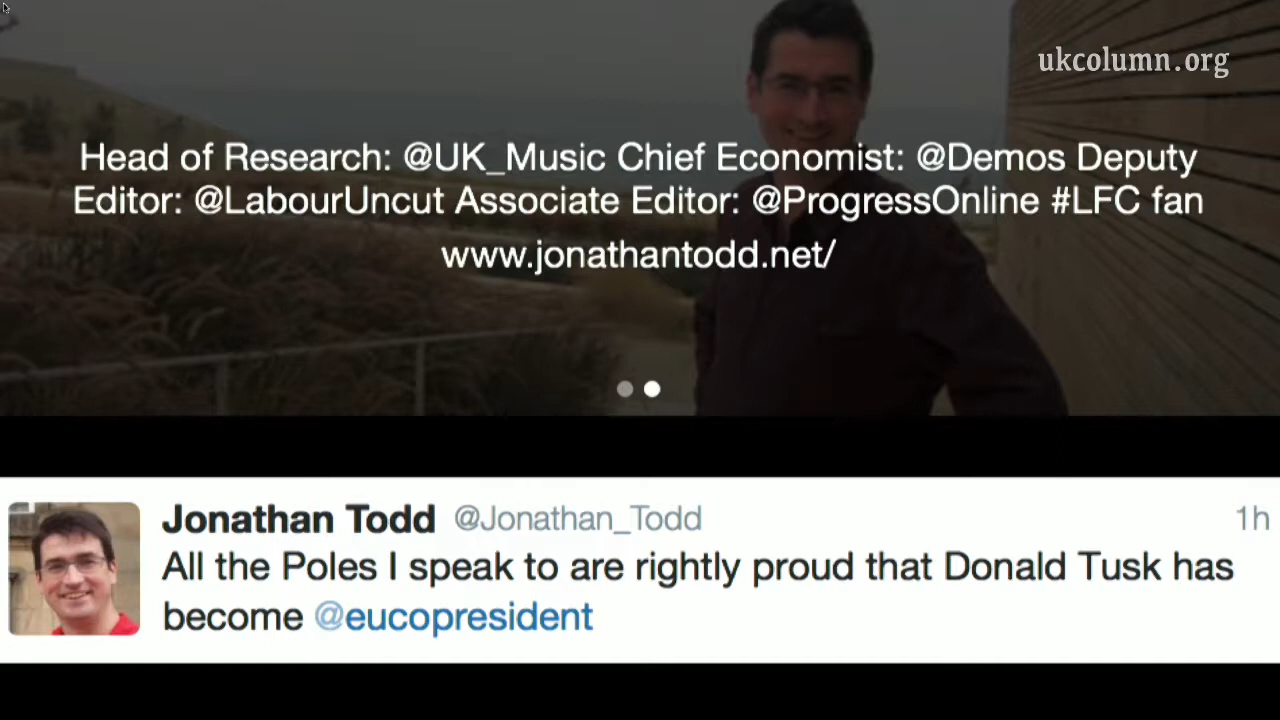 ukcolumn.org
Head of Research: @UK_Music Chief Economist: @Demos Deputy
Editor: @LabourUncut Associate Editor: @ProgressOnline #LFC fan
www.jonathantodd.net/
Jonathan Todd @Jonathan_Todd 1h
All the Poles I speak to are rightly proud that Donald Tusk has
become @eucopresident